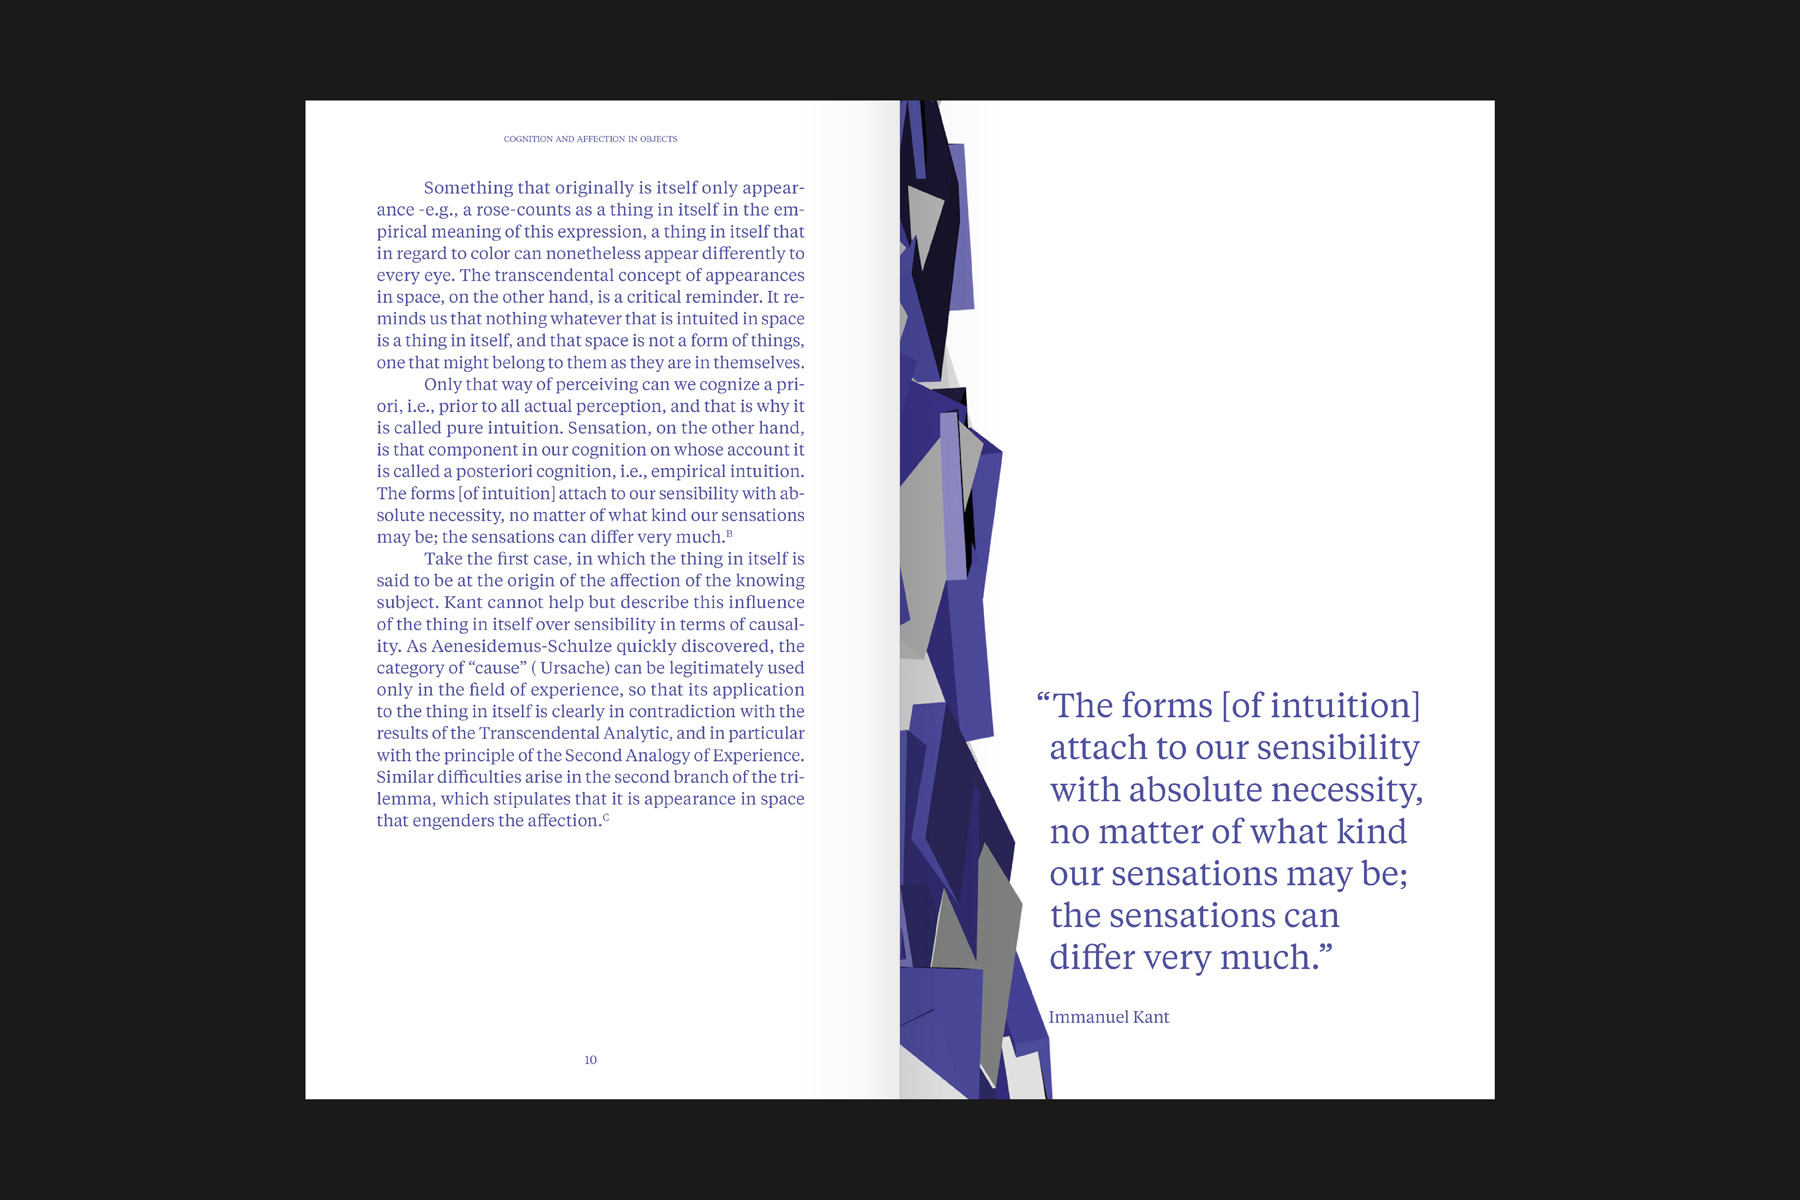 COGNITION AND AFFECTION IN OBJECTS
Something that originally is itself only appear-
ance -e.g., a rose-counts as a thing in itself in the em-
pirical meaning of this expression, a thing in itself that
in regard to color can nonetheless appear differently to
every eye. The transcendental concept of appearances
in space, on the other hand, is a critical reminder. It re-
minds us that nothing whatever that is intuited in space
is a thing in itself, and that space is not a form of things,
one that might belong to them as they are in themselves.
Only that way of perceiving can we cognize a pri-
ori, i.e., prior to all actual perception, and that is why it
is called pure intuition. Sensation, on the other hand,
is that component in our cognition on whose account it
is called a posteriori cognition, i.e., empirical intuition.
The forms [of intuition] attach to our sensibility with ab-
solute necessity, no matter of what kind our sensations
may be; the sensations can differ very much.ᴮ
Take the first case, in which the thing in itself is
said to be at the origin of the affection of the knowing
subject. Kant cannot help but describe this influence
of the thing in itself over sensibility in terms of causal-
ity. As Aenesidemus-Schulze quickly discovered, the
category of “cause” ( Ursache) can be legitimately used
only in the field of experience, so that its application
to the thing in itself is clearly in contradiction with the
results of the Transcendental Analytic, and in particular
with the principle of the Second Analogy of Experience.
Similar difficulties arise in the second branch of the tri-
lemma, which stipulates that it is appearance in space
that engenders the affection.ᶜ
10
“The forms [of intuition]
attach to our sensibility
with absolute necessity,
no matter of what kind
our sensations may be;
the sensations can
differ very much.”
Immanuel Kant